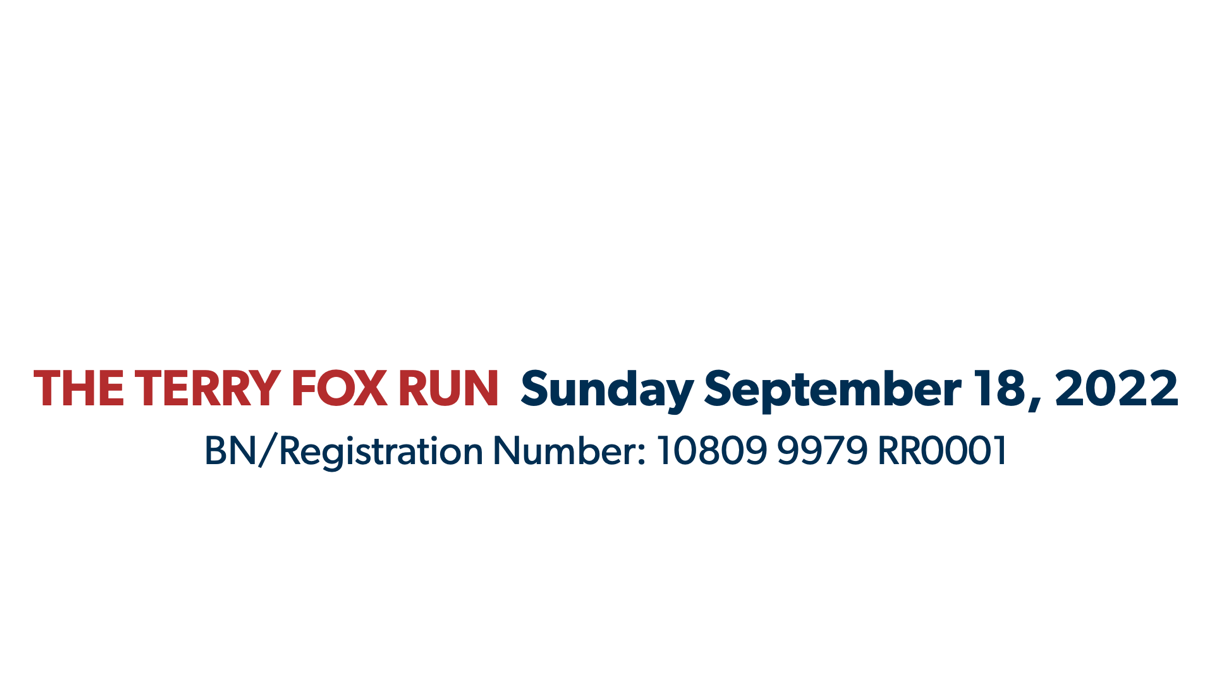 THE TERRY FOX RUN Sunday September 18, 2022
BN/Registration Number: 10809 9979 RR0001